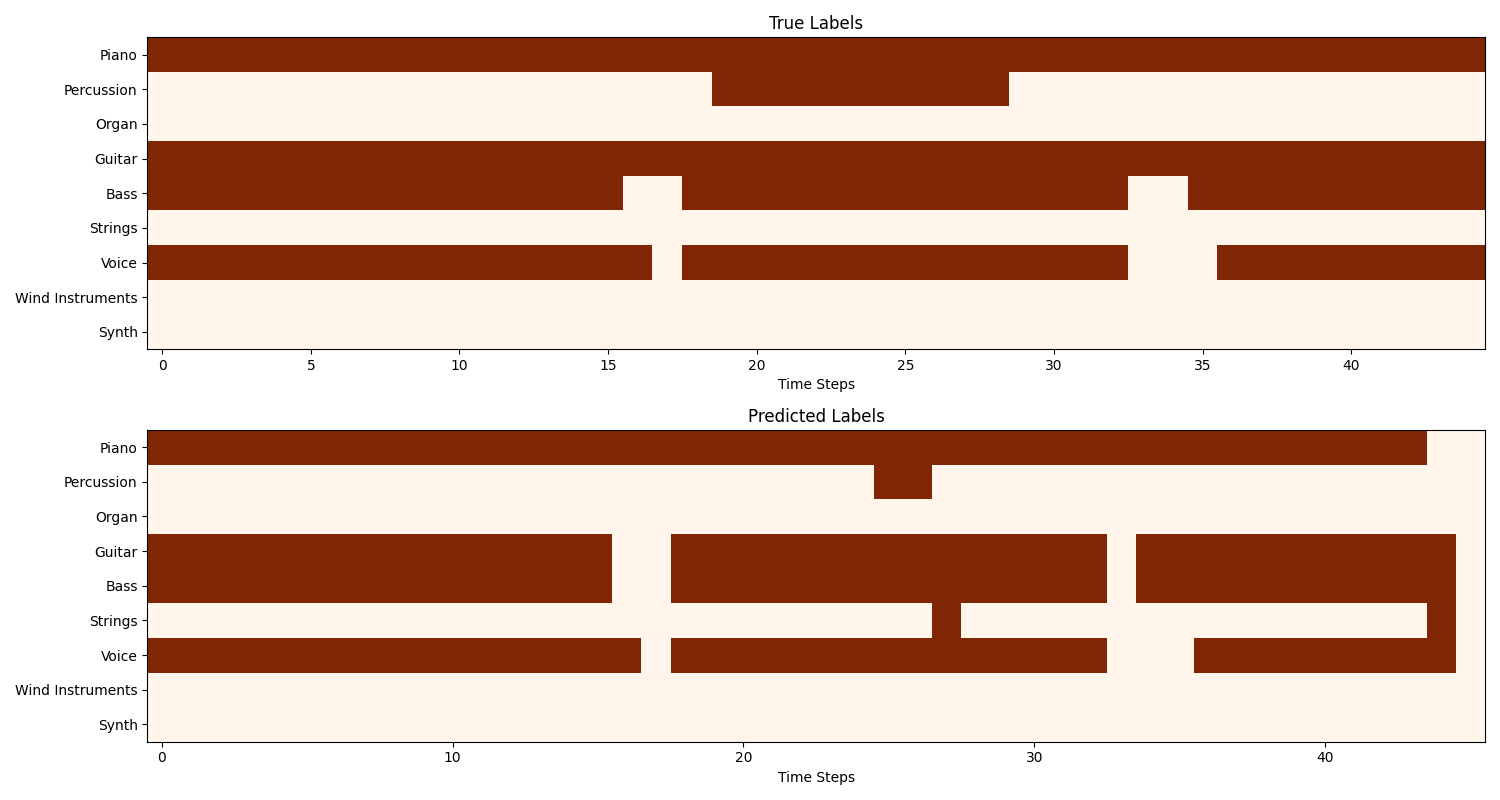 True Labels
Piano
Percussion
Organ
Guitar
Bass
Strings
Voice
Wind Instruments
Synth
0 5 10 15 20 25 30 35 40
Time Steps
Predicted Labels
Piano
Percussion
Organ
Guitar
Bass
Strings
Voice
Wind Instruments
Synth
0 10 20 30 40
Time Steps